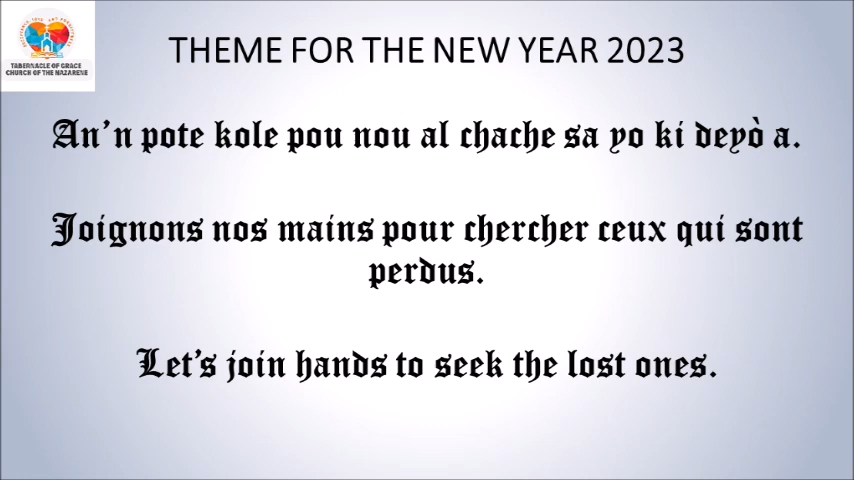 TABERNACLE OF GRACE
CHURCH OF THE NAZARENE
THEME FOR THE NEW YEAR 2023
An’n pote kole pou nou al chache sa yo ki deyò a.
Joignons nos mains pour chercher ceux qui sont
perdus.
Let’s join hands to seek the lost ones.